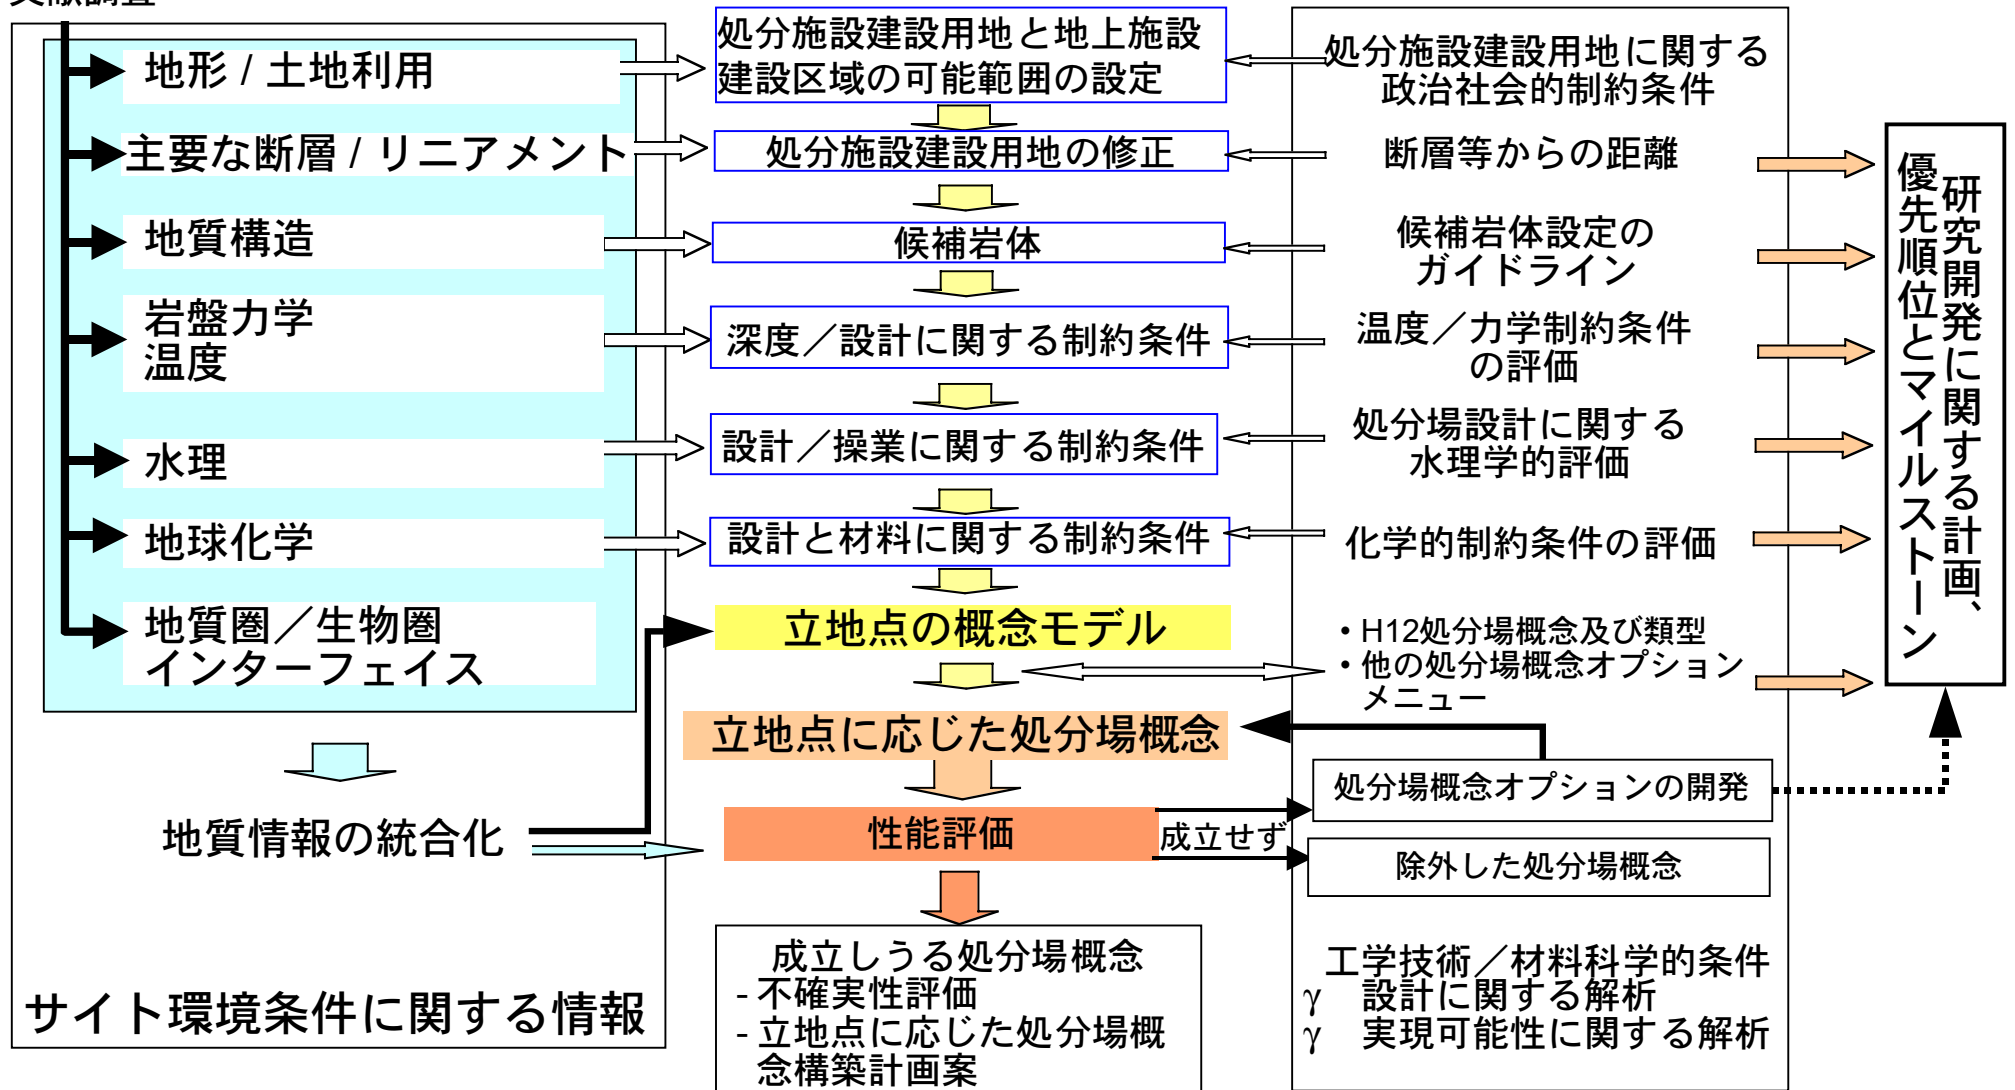 地形 / 土地利用
主要な断層 / リニアメント
地質構造
岩盤力学
温度
水理
地球化学
地質圏／生物圏
インターフェイス
地質情報の統合化
サイト環境条件に関する情報
処分施設建設用地と地上施設
建設区域の可能範囲の設定
処分施設建設用地の修正
候補岩体
深度／設計に関する制約条件
設計／操業に関する制約条件
設計と材料に関する制約条件
立地点の概念モデル
立地点に応じた処分場概念
性能評価
成立せず
成立しうる処分場概念
- 不確実性評価
- 立地点に応じた処分場概
念構築計画案
処分施設建設用地に関する
政治社会的制約条件
断層等からの距離
候補岩体設定の
ガイドライン
温度／力学制約条件
の評価
処分場設計に関する
水理学的評価
化学的制約条件の評価
・H12処分場概念及び類型
・他の処分場概念オプション
メニュー
処分場概念オプションの開発
除外した処分場概念
工学技術／材料科学的条件
γ 設計に関する解析
γ 実現可能性に関する解析
研究開発に関する計画、
優先順位とマイルストーン